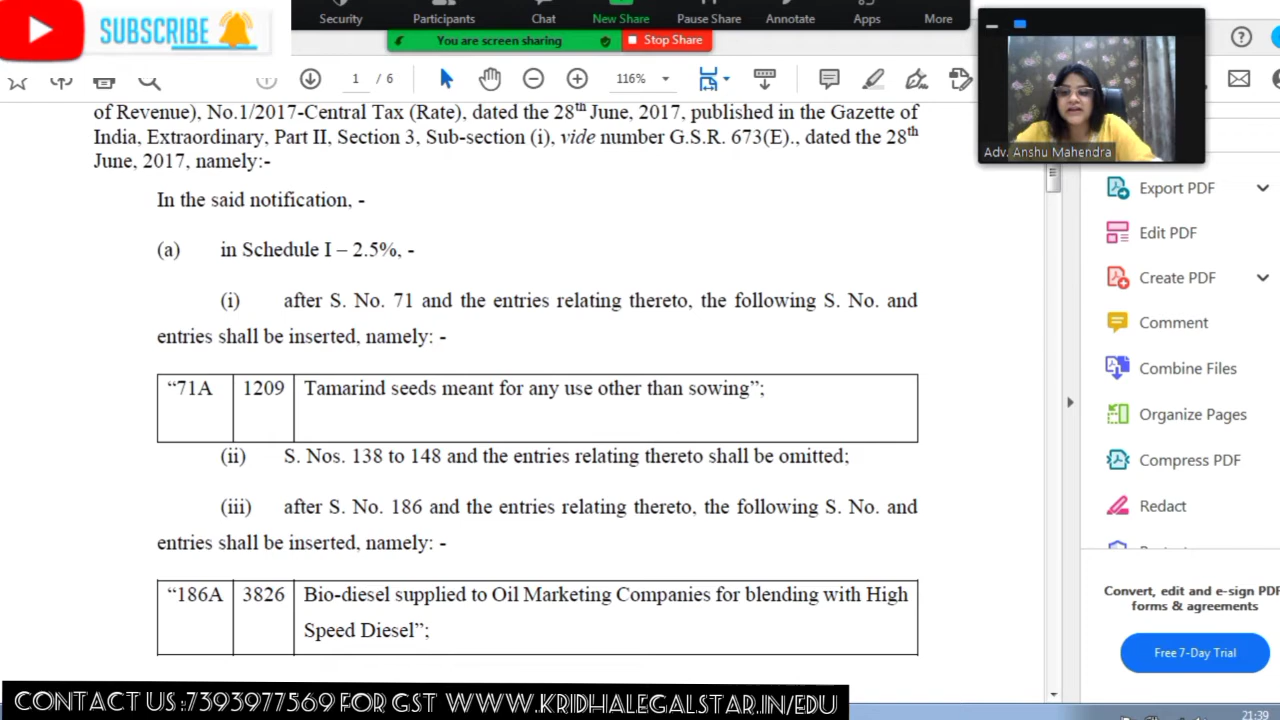 SUBSCRIBE
Security
Participants
Chat
New Share
Pause Share
Annotate
Apps
More
You are screen sharing
Stop Share
1 / 6
116%
Adv. Anshu Mahendra
of Revenue), No.1/2017-Central Tax (Rate), dated the 28th June, 2017, published in the Gazette of
India, Extraordinary, Part II, Section 3, Sub-section (i), vide number G.S.R. 673(E)., dated the 28th
June, 2017, namely:-
In the said notification, -
(a) in Schedule I – 2.5%, -
(i) after S. No. 71 and the entries relating thereto, the following S. No. and
entries shall be inserted, namely: -
“71A 1209 Tamarind seeds meant for any use other than sowing”;
(ii) S. Nos. 138 to 148 and the entries relating thereto shall be omitted;
(iii) after S. No. 186 and the entries relating thereto, the following S. No. and
entries shall be inserted, namely: -
“186A 3826 Bio-diesel supplied to Oil Marketing Companies for blending with High
Speed Diesel”;
Export PDF
Edit PDF
Create PDF
Comment
Combine Files
Organize Pages
Compress PDF
Redact
Convert, edit and e-sign PDF
forms & agreements
Free 7-Day Trial
CONTACT US :7393977569 FOR GST WWW.KRIDHALEGALSTAR.IN/EDU
21:39